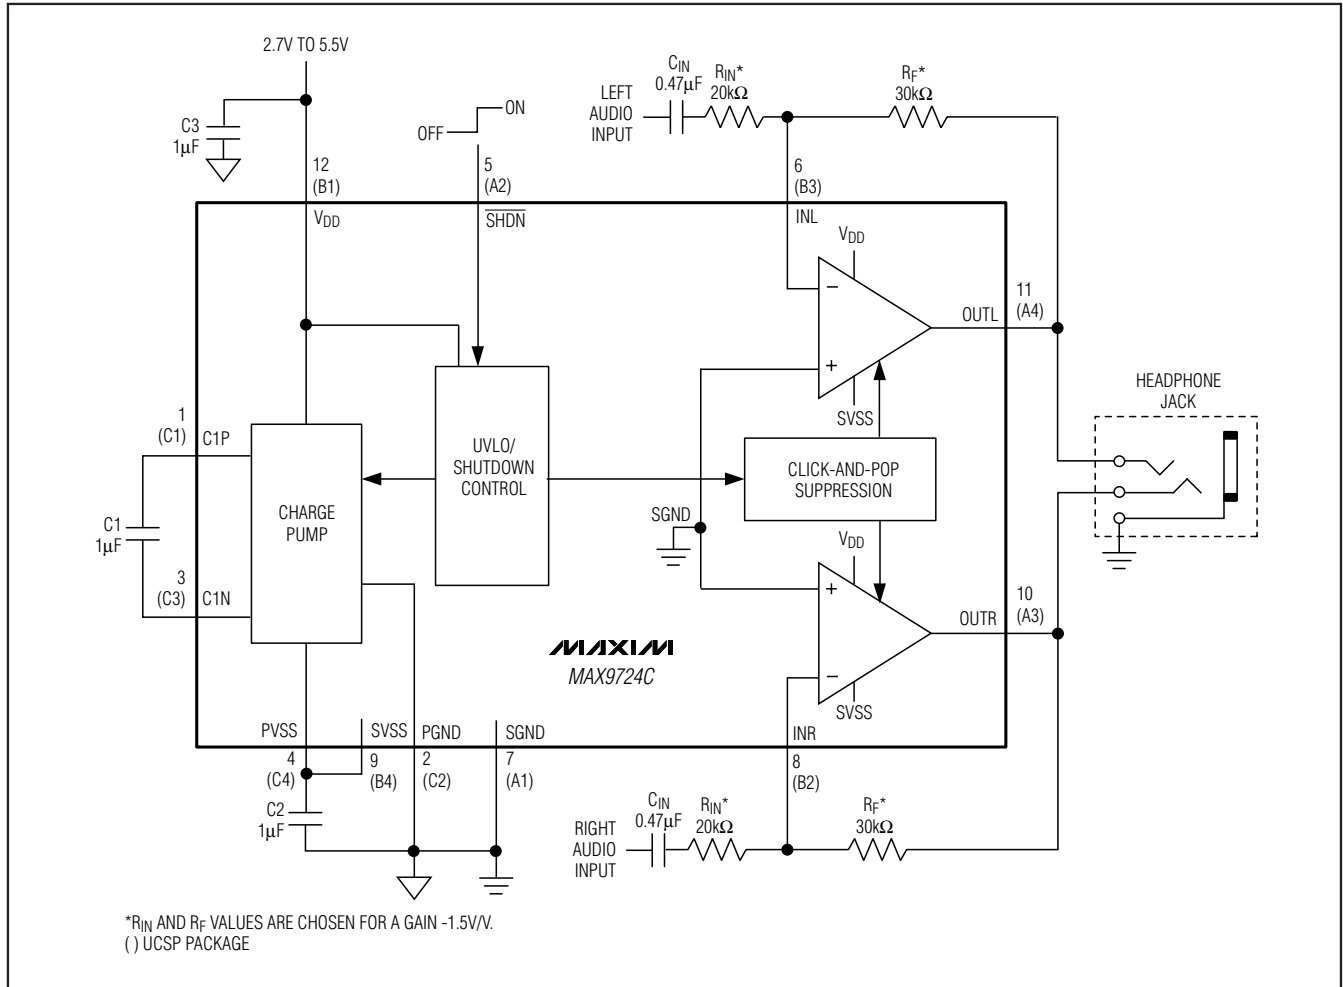 2.7V TO 5.5V
C3
1μF
12
(B1)
VDD
OFF
ON
5
(A2)
SHDN
LEFT
AUDIO
INPUT
CIN
0.47μF
RIN*
20kΩ
RF*
30kΩ
6
(B3)
INL
VDD
−
+
SVSS
OUTL
11
(A4)
HEADPHONE
JACK
1
(C1)
C1P
C1
1μF
3
(C3)
C1N
CHARGE
PUMP
UVLO/
SHUTDOWN
CONTROL
CLICK-AND-POP
SUPPRESSION
SGND
VDD
+
−
SVSS
OUTR
10
(A3)
MAXIM
MAX9724C
INR
8
(B2)
PVSS
4
(C4)
SVSS
9
(B4)
PGND
2
(C2)
SGND
7
(A1)
C2
1μF
RIGHT
AUDIO
INPUT
CIN
0.47μF
RIN*
20kΩ
RF*
30kΩ
*RIN AND RF VALUES ARE CHOSEN FOR A GAIN -1.5V/V.
( ) UCSP PACKAGE